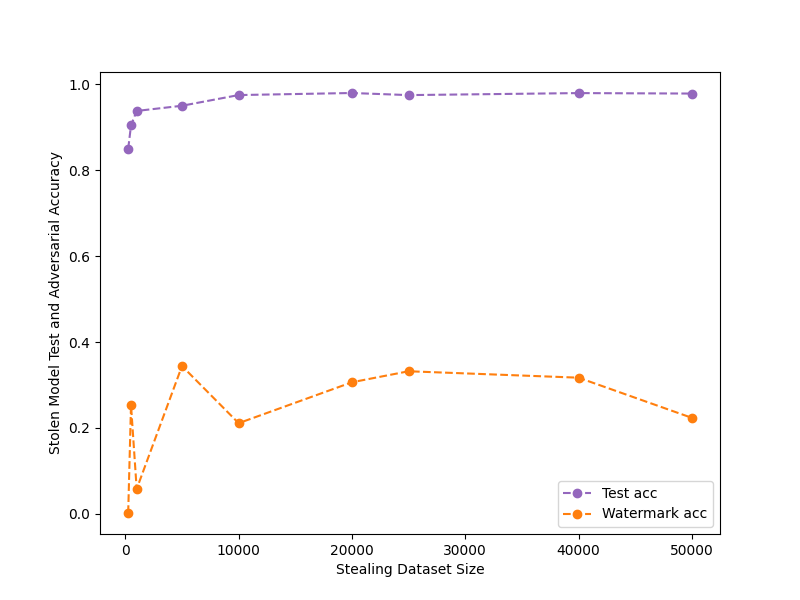 1.0
0.8
0.6
0.4
0.2
0.0
Stolen Model Test and Adversarial Accuracy
Test acc
Watermark acc
0 10000 20000 30000 40000 50000
Stealing Dataset Size